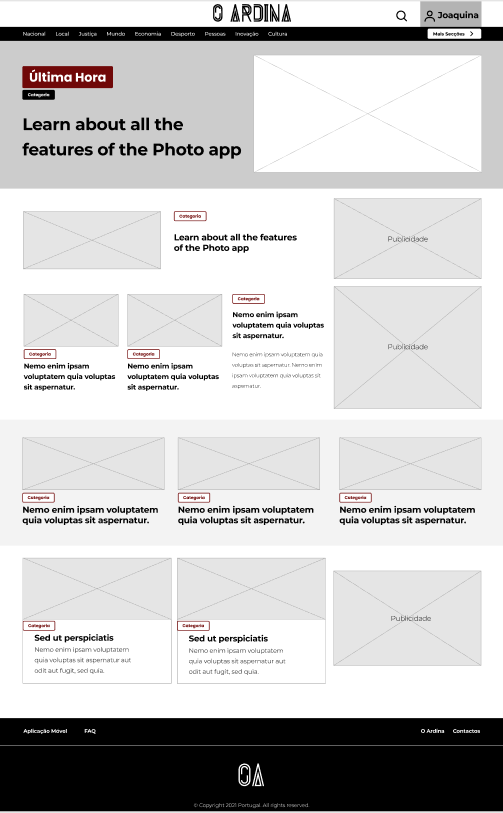 O ARDINA
Joaquina
Nacional Local Justiça Mundo Economia Desporto Pessoas Inovação Cultura
Mais Secções
Última Hora
Categoria
Learn about all the
features of the Photo app
Categoria
Learn about all the features
of the Photo app
Publicidade
Categoria
Nemo enim ipsam
voluptatem quia voluptas
sit aspernatur.
Categoria
Nemo enim ipsam
voluptatem quia voluptas
sit aspernatur.
Categoria
Nemo enim ipsam
voluptatem quia voluptas
sit aspernatur.
Nemo enim ipsam voluptatem quia
voluptas sit aspernatur. Nemo enim
ipsam voluptatem quia voluptas sit
aspernatur.
Publicidade
Categoria
Nemo enim ipsam voluptatem
quia voluptas sit aspernatur.
Categoria
Nemo enim ipsam voluptatem
quia voluptas sit aspernatur.
Categoria
Nemo enim ipsam voluptatem
quia voluptas sit aspernatur.
Categoria
Sed ut perspiciatis
Nemo enim ipsam voluptatem
quia voluptas sit aspernatur aut
odit aut fugit, sed quia.
Categoria
Sed ut perspiciatis
Nemo enim ipsam voluptatem
quia voluptas sit aspernatur aut
odit aut fugit, sed quia.
Publicidade
Aplicação Móvel FAQ
O Ardina Contactos
OA
© Copyright 2021 Portugal. All rights reserved.